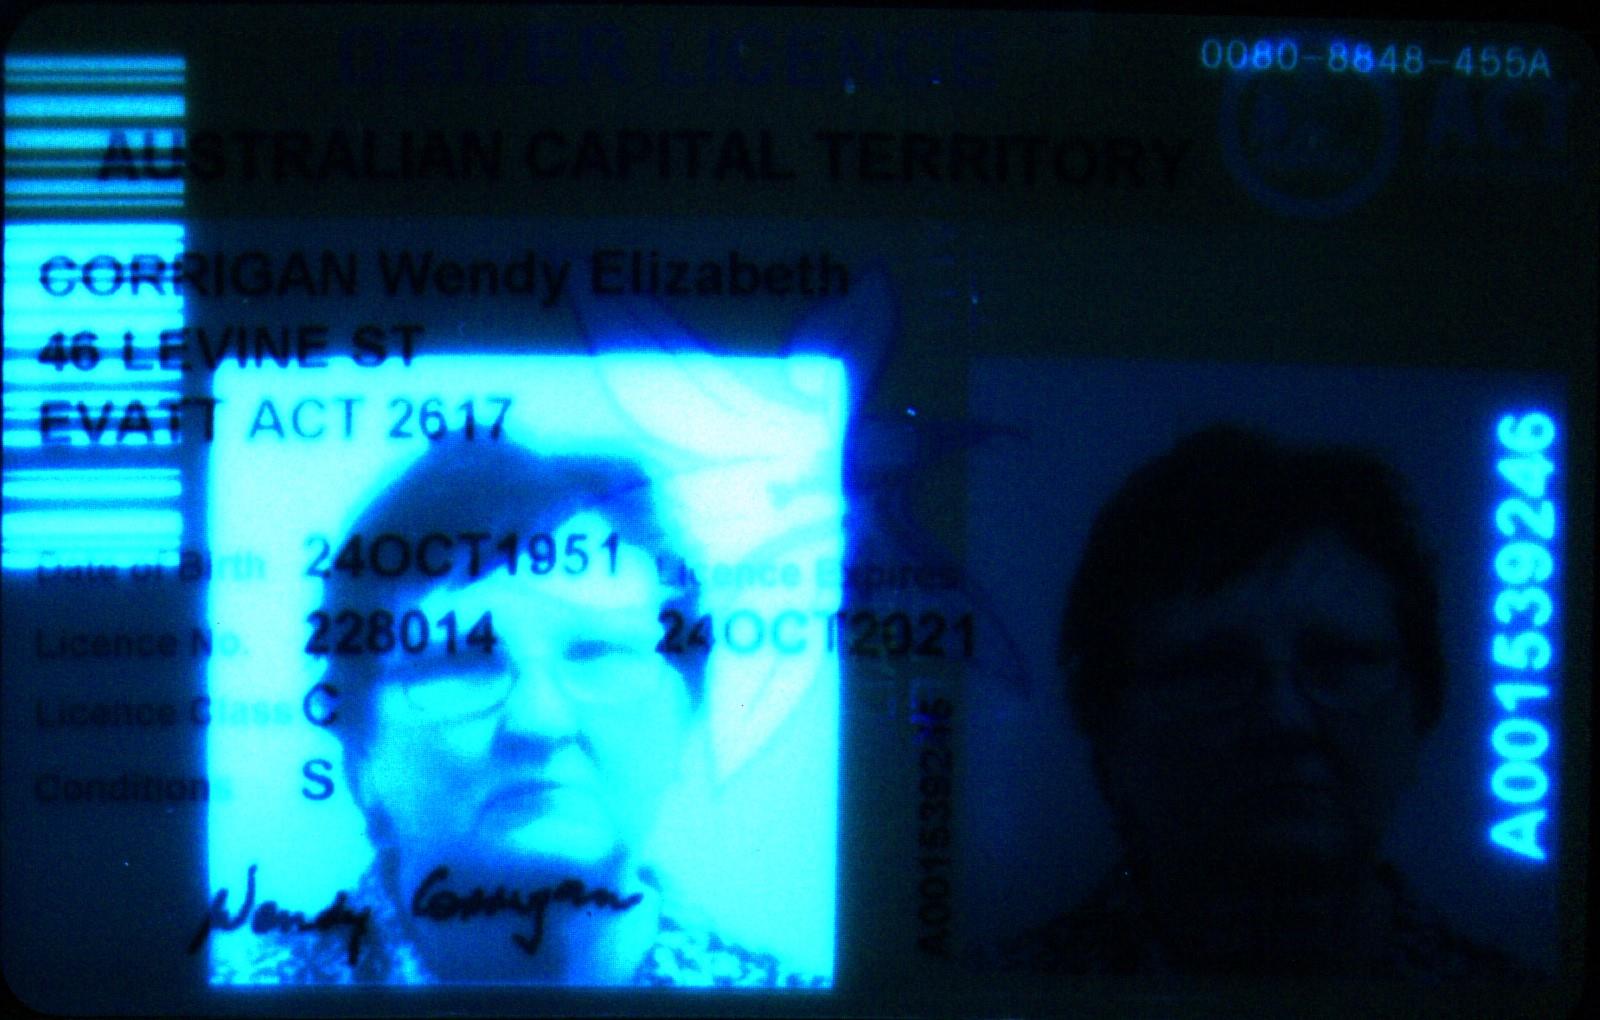 DRIVER LICENCE
0080-8848-455A
ACT
AUSTRALIAN CAPITAL TERRITORY
CORRIGAN Wendy Elizabeth
46 LEVINE ST
EVATT ACT 2617
Date of Birth 24OCT1951 Licence Expires
Licence No. 228014 24OCT2021
Licence Class C
Conditions S
Wendy Corrigan
A001539246
A001539246